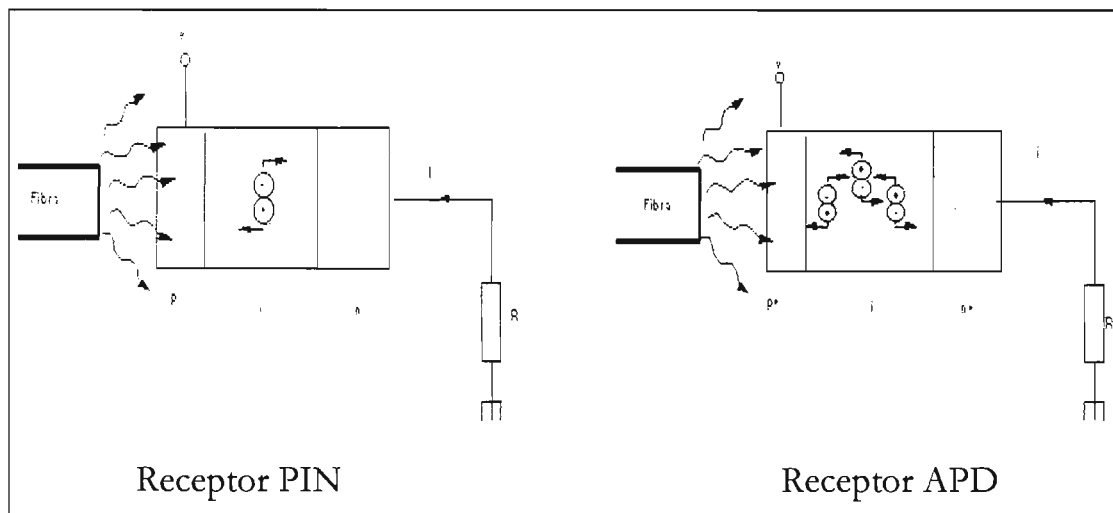 v
v
Fibra
I
p
i
n
R
Fibra
i
p+
i
n+
R
Receptor PIN
Receptor APD